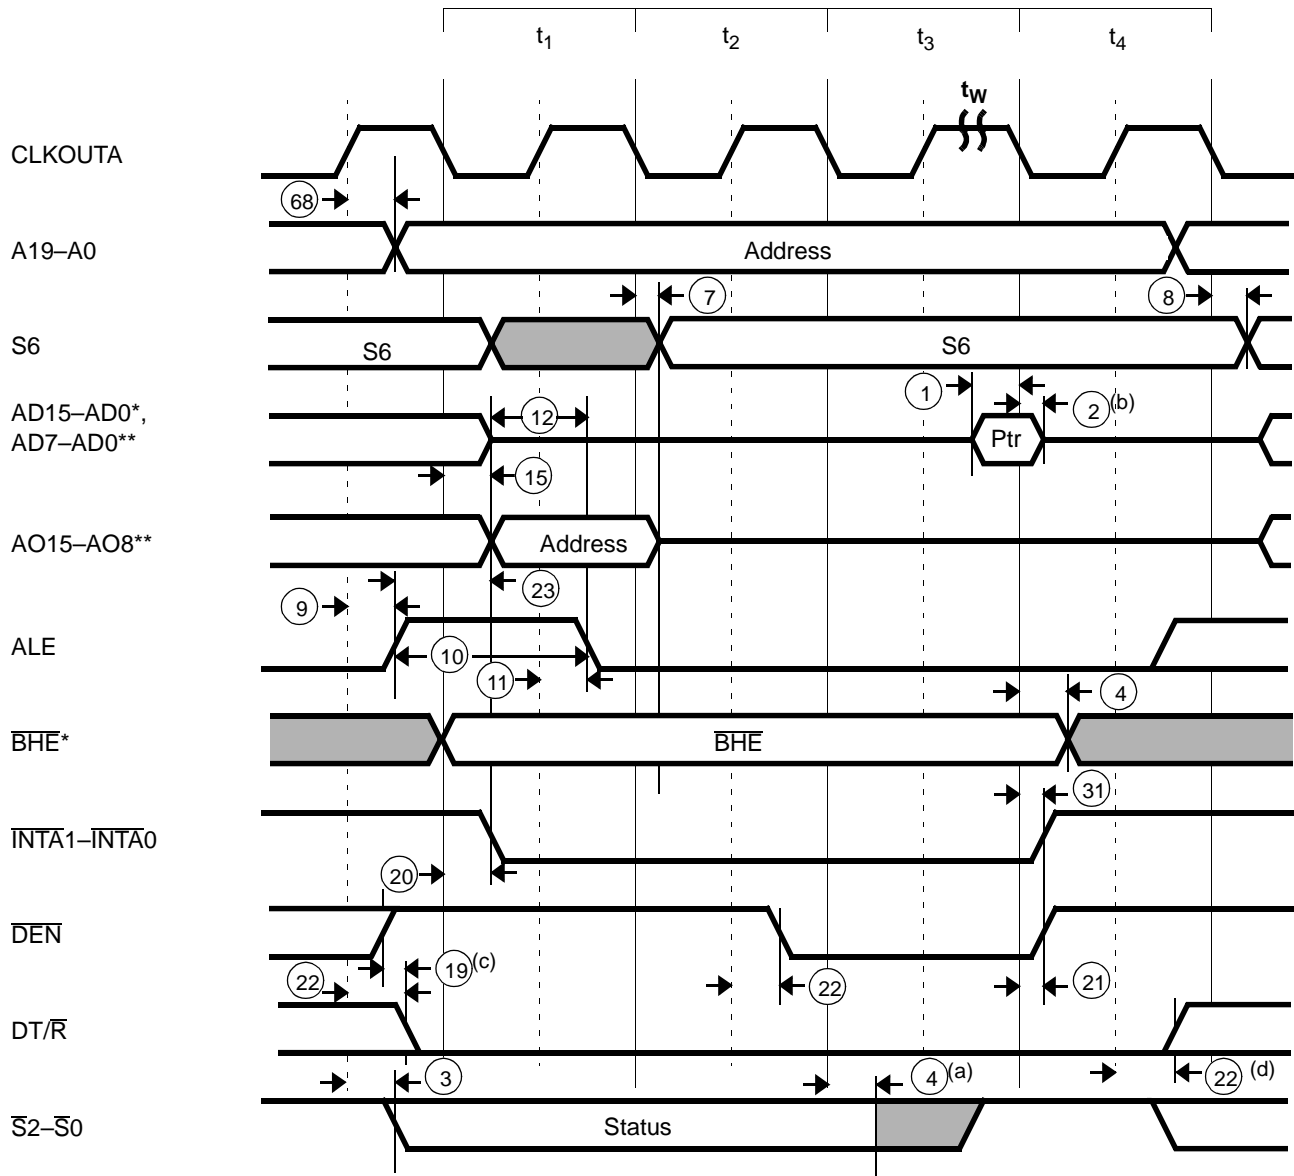 t1 t2 t3 t4
tW
CLKOUTA
68
A19–A0 Address
7 8
S6 S6 S6
1 2(b)
AD15–AD0*,
AD7–AD0** 12 Ptr
15
AO15–AO8** Address
9 23
ALE 10
11 4
BHE* BHE
31
INTA1–INTA0
20
DEN
22 19(c) 22 21
DT/R
3 4(a) 22(d)
S2–S0 Status